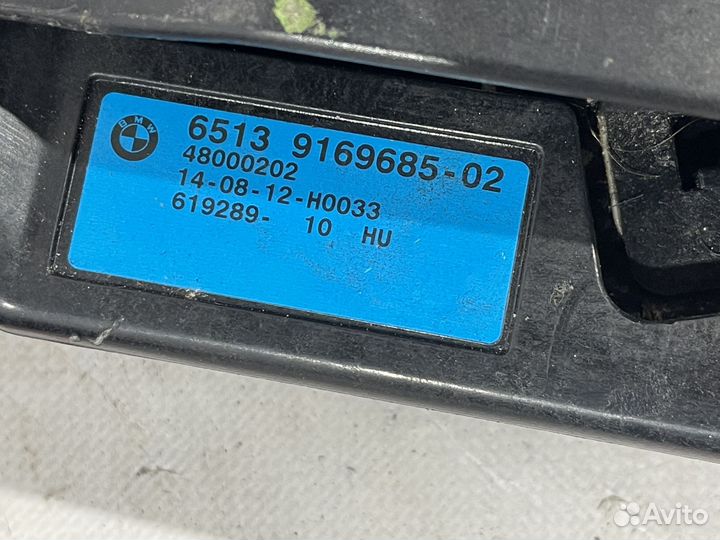 BMW
6513 9169685-02
48000202
14-08-12-H0033
619289- 10 HU
Avito